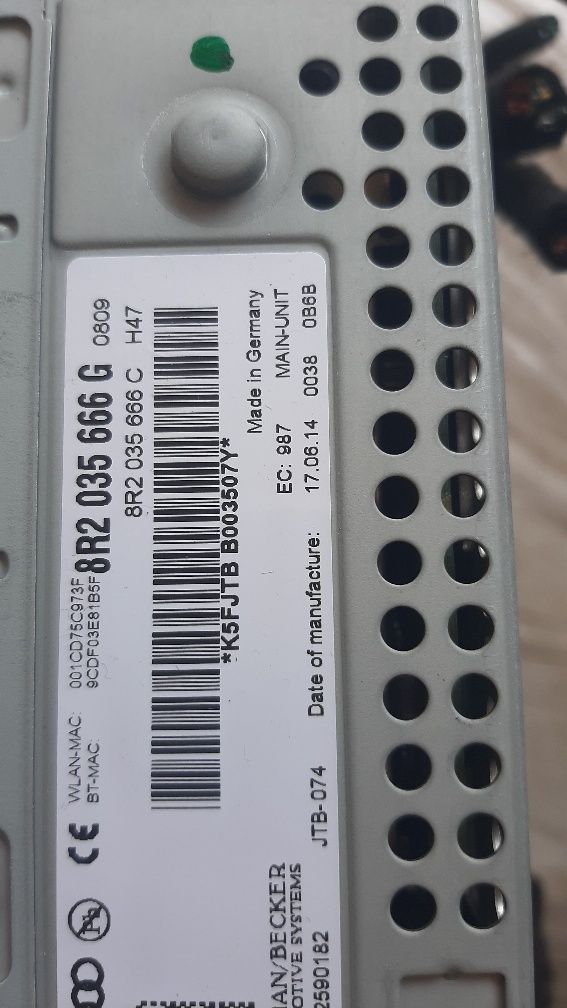 WLAN-MAC: 001CD75C973F
BT-MAC: 9CDF03E81B5F
8R2 035 666 G 0809
8R2 035 666 C H47
*K5FJTB B003507Y*
Made in Germany
EC: 987 MAIN-UNIT
Date of manufacture: 17.06.14 0038 0B6B
CE
Pb
AN/BECKER
OTIVE SYSTEMS
JTB-074
2590182